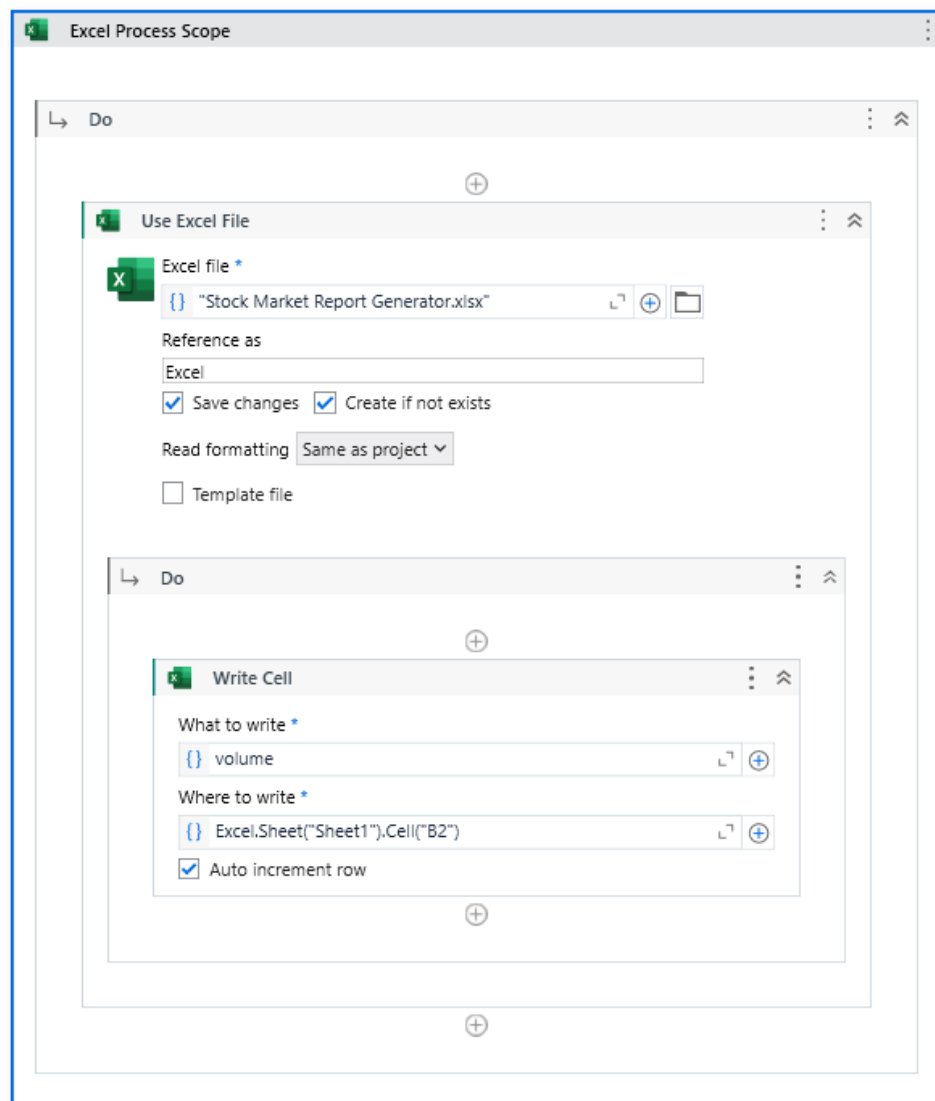 Excel Process Scope
Do
Use Excel File
Excel file *
{} "Stock Market Report Generator.xlsx"
Reference as
Excel
Save changes Create if not exists
Read formatting Same as project
Template file
Do
Write Cell
What to write *
{} volume
Where to write *
{} Excel.Sheet("Sheet1").Cell("B2")
Auto increment row